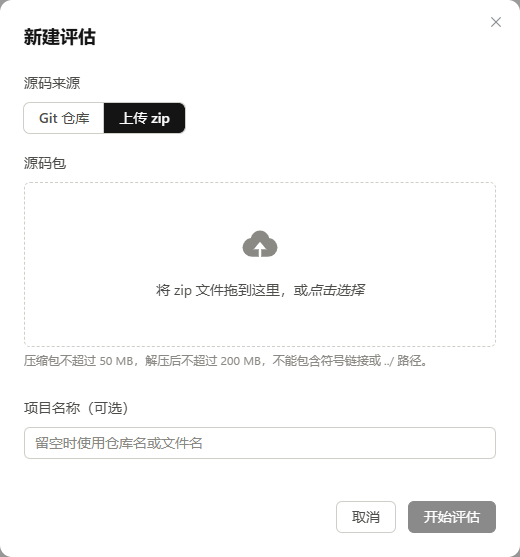 新建评估
源码来源
Git 仓库
上传 zip
源码包
将 zip 文件拖到这里，或点击选择
压缩包不超过 50 MB，解压后不超过 200 MB，不能包含符号链接或 ../ 路径。
项目名称（可选）
留空时使用仓库名或文件名
取消
开始评估